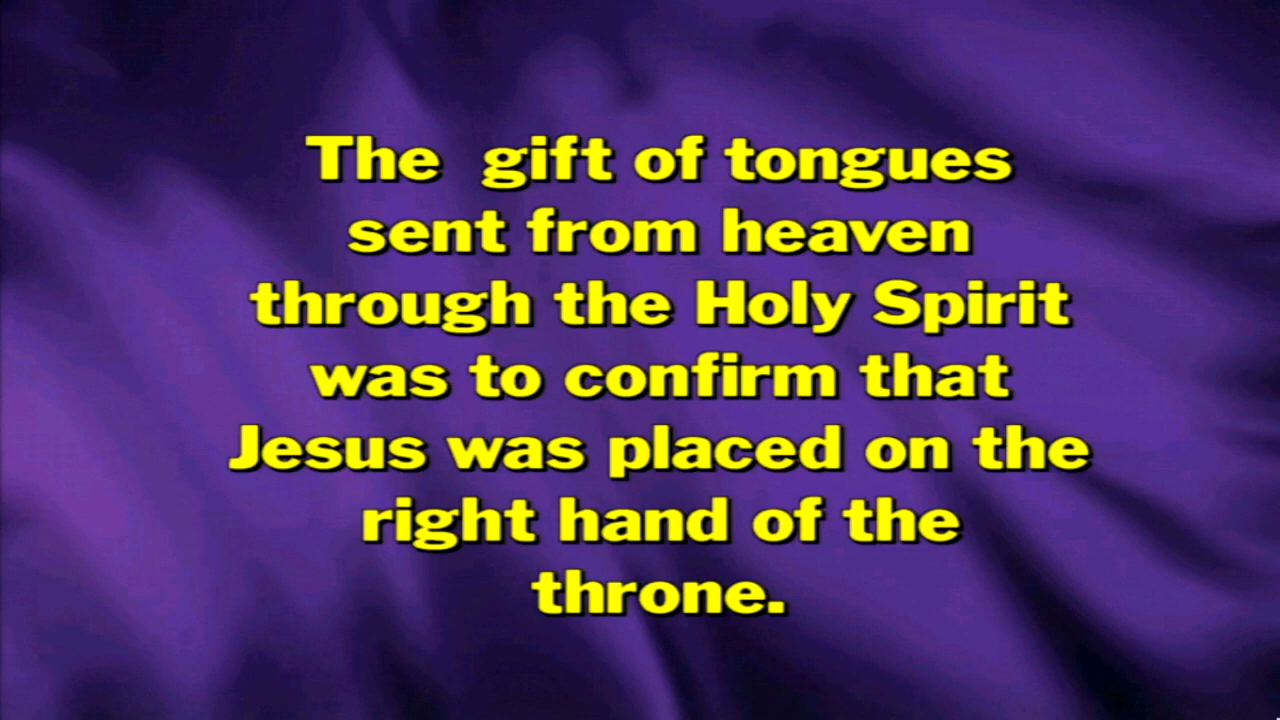 The  gift of tongues
sent from heaven
through the Holy Spirit
was to confirm that
Jesus was placed on the
right hand of the
throne.